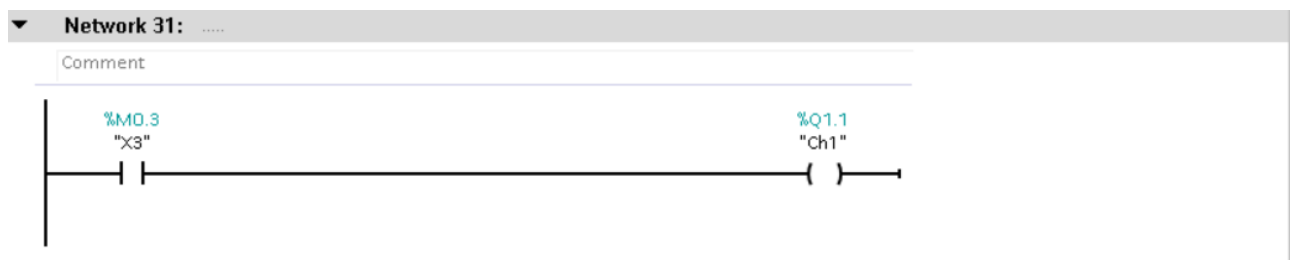 Network 31: .....
Comment
%M0.3 %Q1.1
"X3" "Ch1"